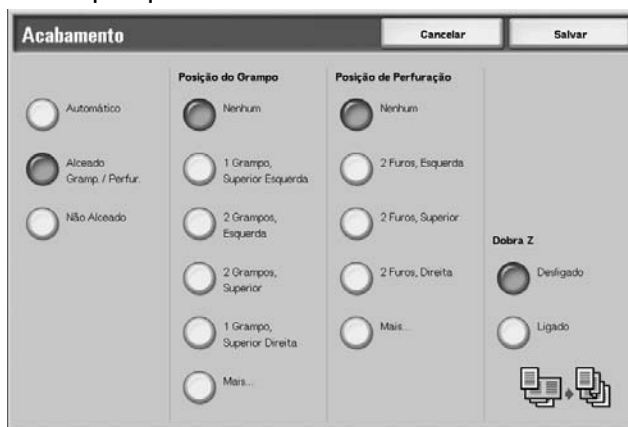 Acabamento
Cancelar
Salvar
Automático
Alceado
Gramp. / Perfur.
Não Alceado
Posição do Grampo
Nenhum
1 Grampo,
Superior Esquerda
2 Grampos,
Esquerda
2 Grampos,
Superior
1 Grampo,
Superior Direita
Mais...
Posição de Perfuração
Nenhum
2 Furos, Esquerda
2 Furos, Superior
2 Furos, Direita
Mais...
Dobra Z
Desligado
Ligado